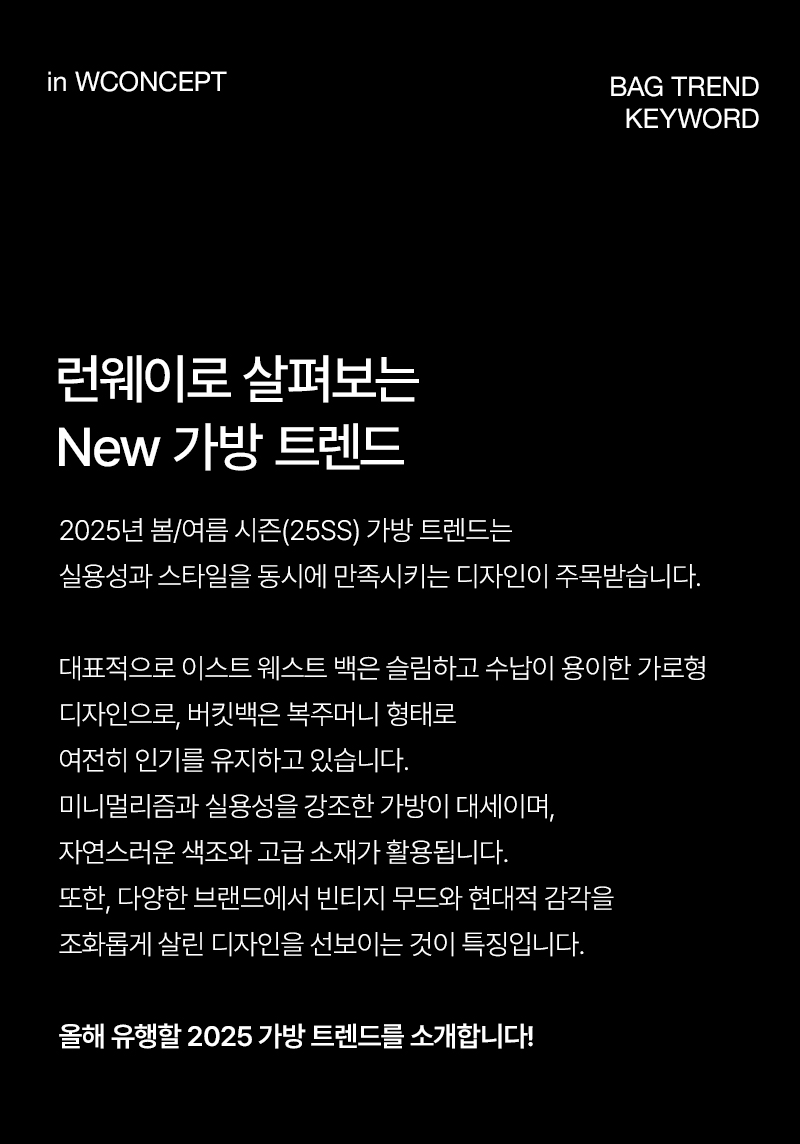 in WCONCEPT
BAG TREND
KEYWORD
런웨이로 살펴보는
New 가방 트렌드
2025년 봄/여름 시즌(25SS) 가방 트렌드는
실용성과 스타일을 동시에 만족시키는 디자인이 주목받습니다.
대표적으로 이스트 웨스트 백은 슬림하고 수납이 용이한 가로형
디자인으로, 버킷백은 복주머니 형태로
여전히 인기를 유지하고 있습니다.
미니멀리즘과 실용성을 강조한 가방이 대세이며,
자연스러운 색조와 고급 소재가 활용됩니다.
또한, 다양한 브랜드에서 빈티지 무드와 현대적 감각을
조화롭게 살린 디자인을 선보이는 것이 특징입니다.
올해 유행할 2025 가방 트렌드를 소개합니다!